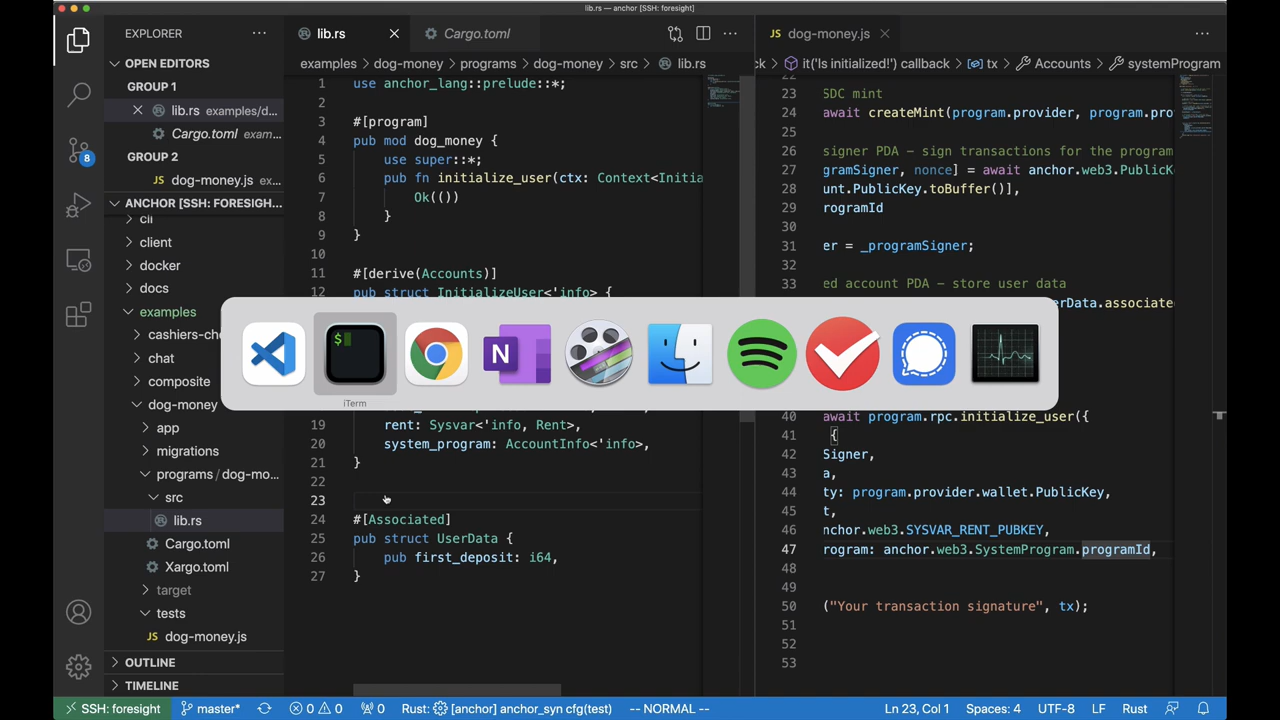 lib.rs — anchor [SSH: foresight]
EXPLORER
OPEN EDITORS
GROUP 1
lib.rs examples/d...
Cargo.toml exam...
GROUP 2
JS dog-money.js ex...
ANCHOR [SSH: FORESIGH...
cli
client
docker
docs
examples
cashiers-che
chat
composite
dog-money
app
migrations
programs / dog-mo...
src
lib.rs
Cargo.toml
Xargo.toml
target
tests
JS dog-money.js
OUTLINE
TIMELINE
8
lib.rs
Cargo.toml
examples > dog-money > programs > dog-money > src > lib.rs
1 use anchor_lang::prelude::*;
2
3 #[program]
4 pub mod dog_money {
5 use super::*;
6 pub fn initialize_user(ctx: Context<Initia
7 Ok(())
8 }
9 }
10
11 #[derive(Accounts)]
12 pub struct InitializeUser<'info> {
19 rent: Sysvar<'info, Rent>,
20 system_program: AccountInfo<'info>,
21 }
22
23
24 #[Associated]
25 pub struct UserData {
26 pub first_deposit: i64,
27 }
JS dog-money.js
ck > it('Is initialized!') callback > tx > Accounts > systemProgram
22
23 SDC mint
24 await createMint(program.provider, program.pro
25
26 signer PDA – sign transactions for the program
27 gramSigner, nonce] = await anchor.web3.PublicK
28 unt.PublicKey.toBuffer()],
29 rogramId
30
31 er = _programSigner;
32
33 ed account PDA – store user data
rData.associate
40 await program.rpc.initialize_user({
41 {
42 Signer,
43 a,
44 ty: program.provider.wallet.PublicKey,
45 t,
46 nchor.web3.SYSVAR_RENT_PUBKEY,
47 rogram: anchor.web3.SystemProgram.programId,
48
49
50 ("Your transaction signature", tx);
51
52
53
$
N
iTerm
SSH: foresight
master*
0 0
0
Rust: [anchor] anchor_syn cfg(test)
-- NORMAL --
Ln 23, Col 1
Spaces: 4
UTF-8
LF
Rust